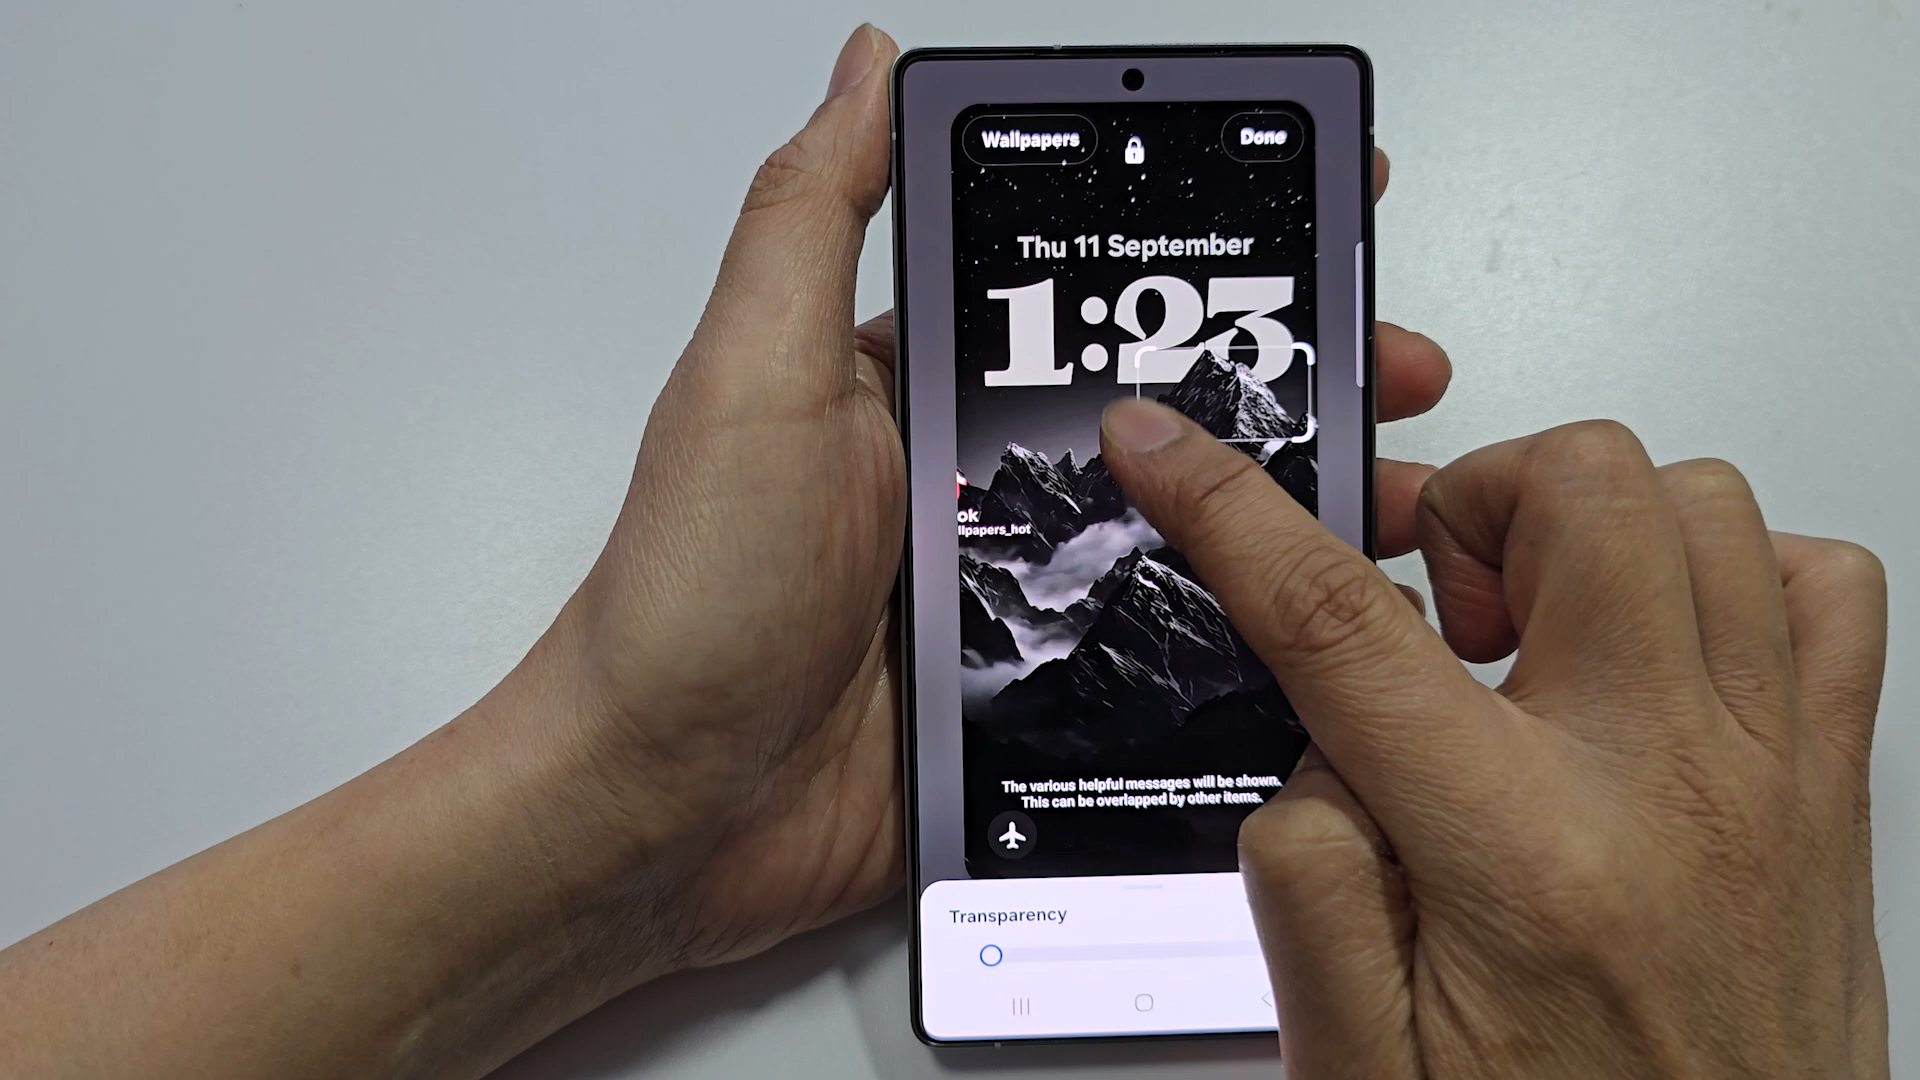 Wallpapers
Done
Thu 11 September
1:23
ok
llpapers_hot
The various helpful messages will be shown.
This can be overlapped by other items.
Transparency